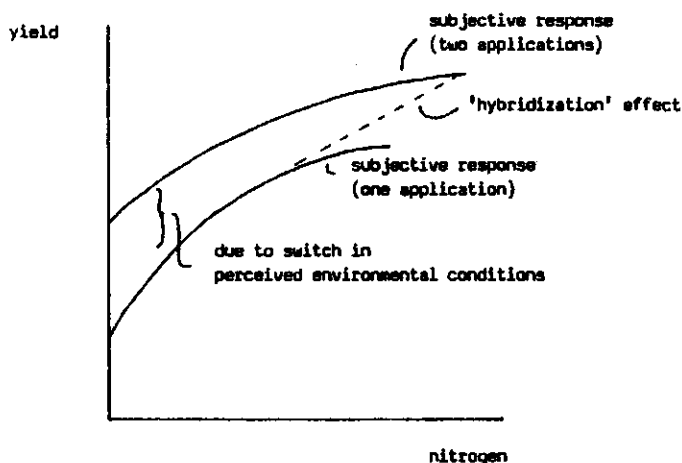 yield
subjective response
(two applications)
'hybridization' effect
subjective response
(one application)
due to switch in
perceived environmental conditions
nitrogen